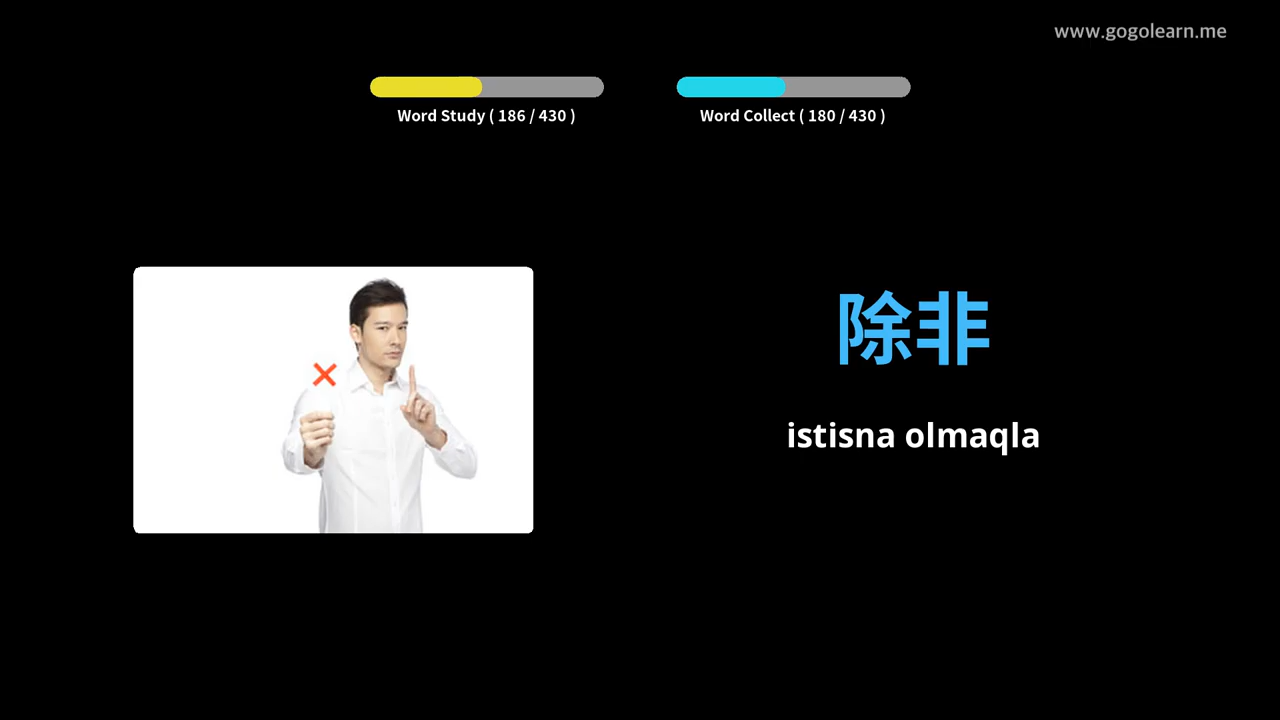 www.gogolearn.me
Word Study ( 186 / 430 )
Word Collect ( 180 / 430 )
除非
istisna olmaqla